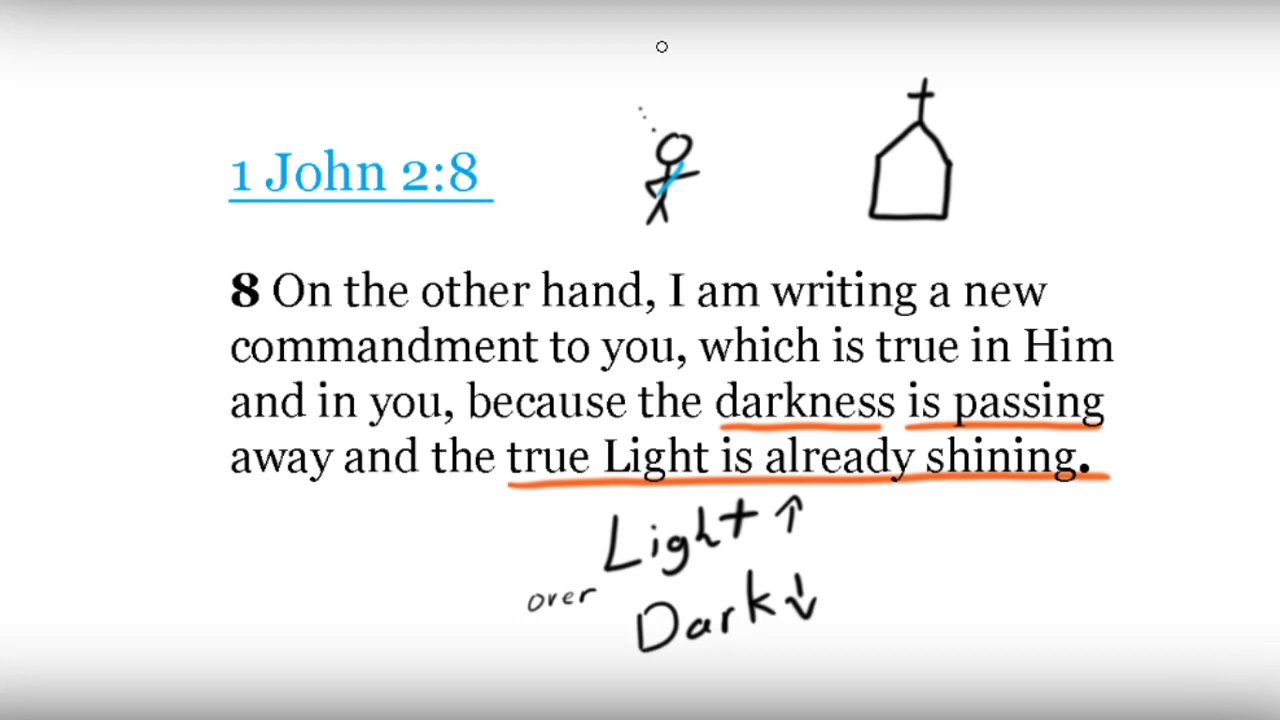 1 John 2:8
8 On the other hand, I am writing a new
commandment to you, which is true in Him
and in you, because the darkness is passing
away and the true Light is already shining.
Light ↑
over
Dark ↓